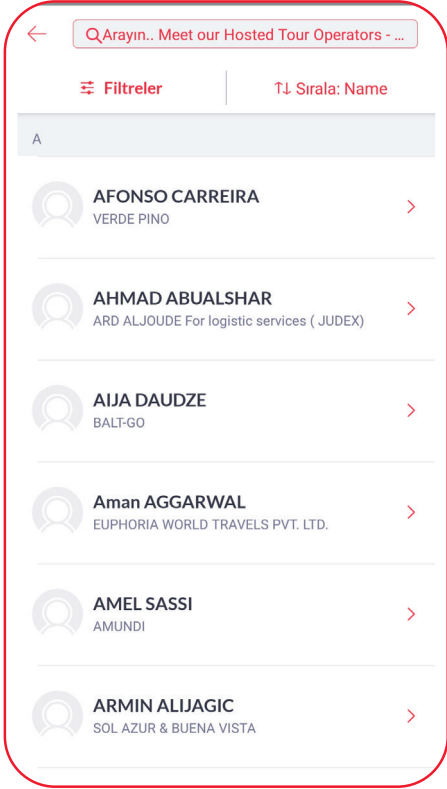 Arayın.. Meet our Hosted Tour Operators - ...
Filtreler
Sırala: Name
A
AFONSO CARREIRA
VERDE PINO
AHMAD ABUALSHAR
ARD ALJOUDE For logistic services ( JUDEX)
AIJA DAUDZE
BALT-GO
Aman AGGARWAL
EUPHORIA WORLD TRAVELS PVT. LTD.
AMEL SASSI
AMUNDI
ARMIN ALIJAGIC
SOL AZUR & BUENA VISTA